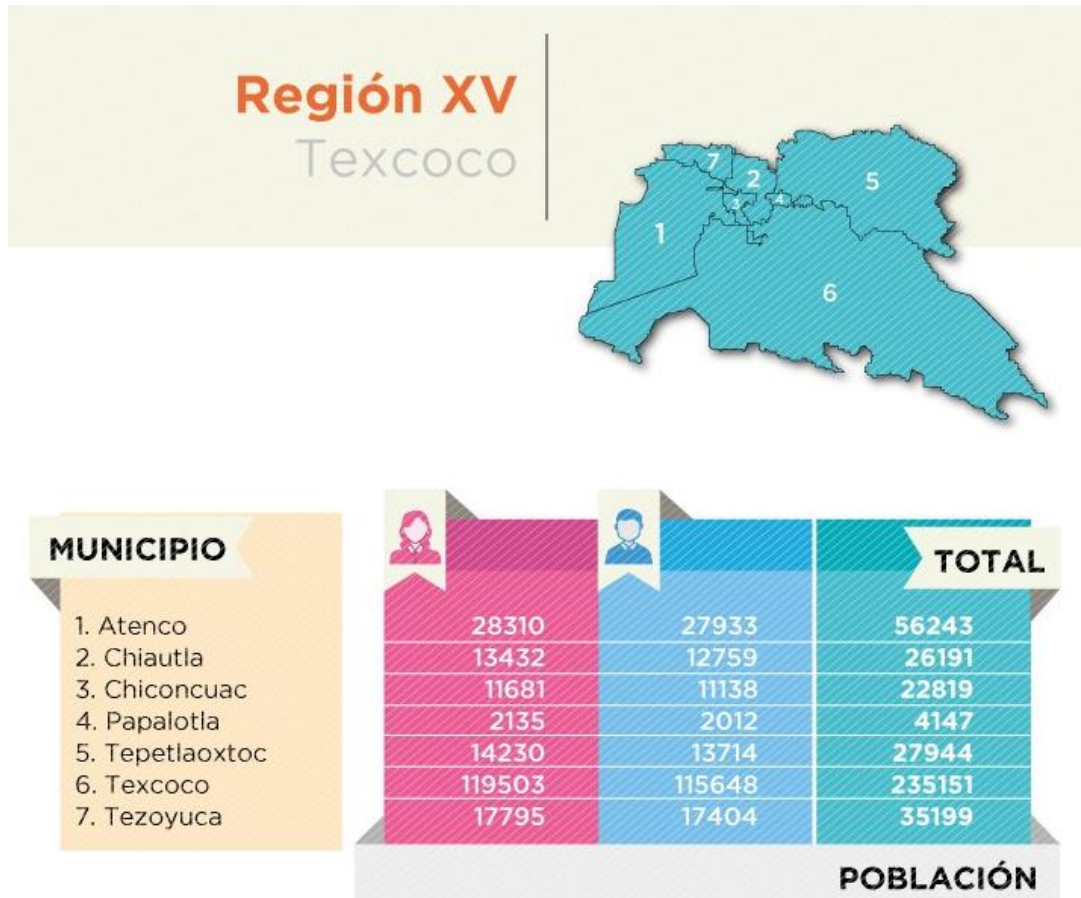 Región XV
Texcoco
7
2
5
3
4
1
6
MUNICIPIO
TOTAL
1. Atenco 28310 27933 56243
2. Chiautla 13432 12759 26191
3. Chiconcuac 11681 11138 22819
4. Papalotla 2135 2012 4147
5. Tepetlaoxtoc 14230 13714 27944
6. Texcoco 119503 115648 235151
7. Tezoyuca 17795 17404 35199
POBLACIÓN